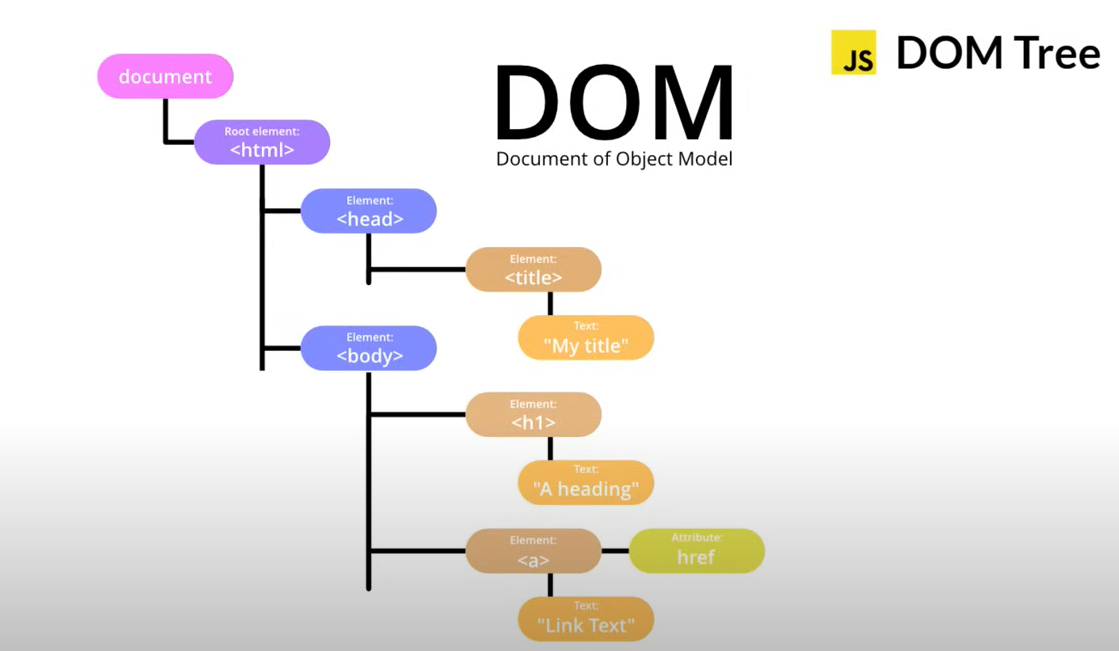 JS DOM Tree
DOM
Document of Object Model
document
Root element:
<html>
Element:
<head>
Element:
<title>
Text:
"My title"
Element:
<body>
Element:
<h1>
Text:
"A heading"
Element:
<a>
Attribute:
href
Text:
"Link Text"